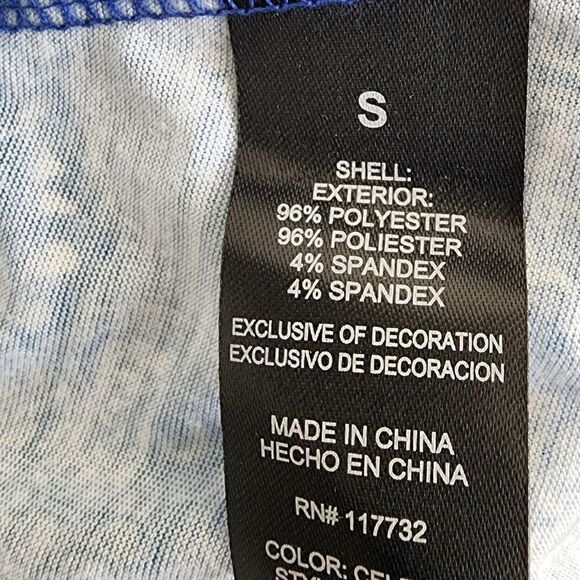 S
SHELL:
EXTERIOR:
96% POLYESTER
96% POLIESTER
4% SPANDEX
4% SPANDEX
EXCLUSIVE OF DECORATION
EXCLUSIVO DE DECORACION
MADE IN CHINA
HECHO EN CHINA
RN# 117732
COLOR: